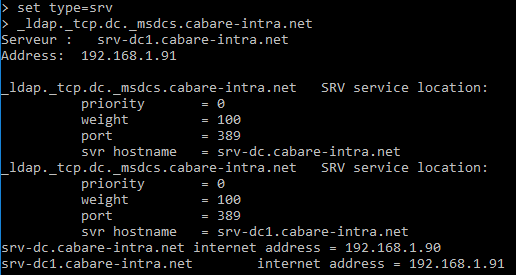 > set type=srv
> _ldap._tcp.dc._msdcs.cabare-intra.net
Serveur :   srv-dc1.cabare-intra.net
Address:  192.168.1.91

_ldap._tcp.dc._msdcs.cabare-intra.net   SRV service location:
          priority       = 0
          weight         = 100
          port           = 389
          svr hostname   = srv-dc.cabare-intra.net
_ldap._tcp.dc._msdcs.cabare-intra.net   SRV service location:
          priority       = 0
          weight         = 100
          port           = 389
          svr hostname   = srv-dc1.cabare-intra.net
srv-dc.cabare-intra.net internet address = 192.168.1.90
srv-dc1.cabare-intra.net        internet address = 192.168.1.91